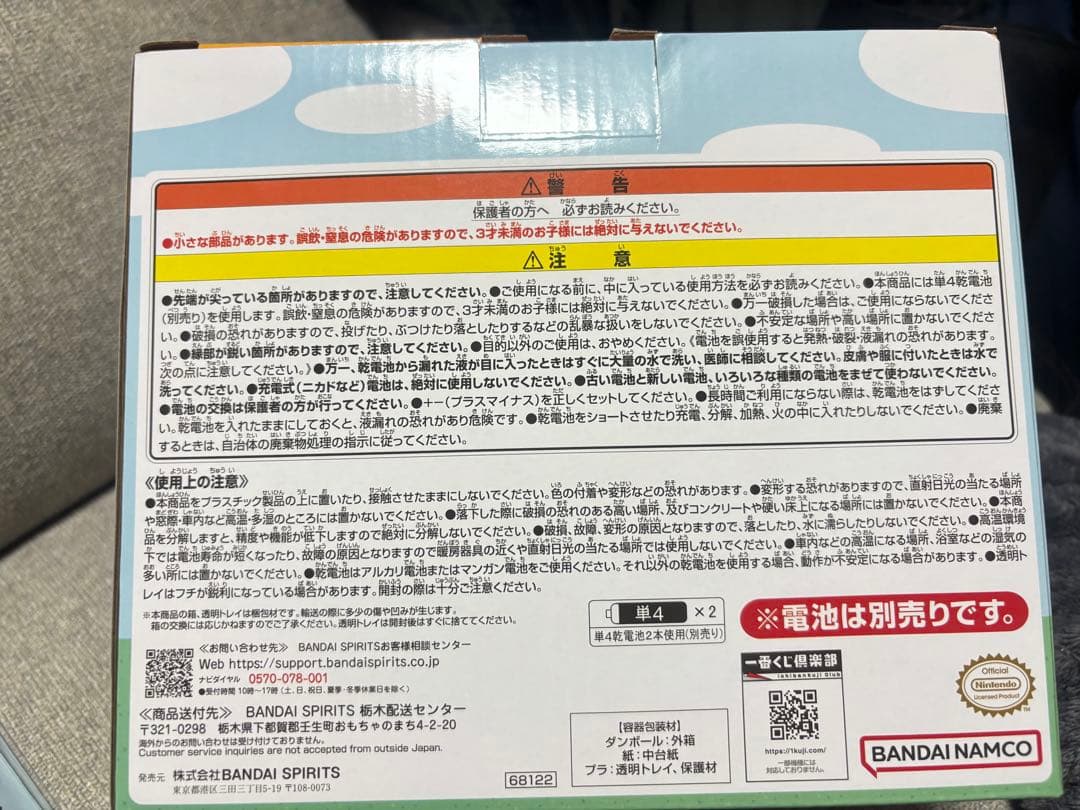 ⚠警告
保護者の方へ 必ずお読みください。
●小さな部品があります。誤飲・窒息の危険がありますので、3才未満のお子様には絶対に与えないでください。
⚠注意
●先端が尖っている箇所がありますので、注意してください。●ご使用になる前に、中に入っている使用方法を必ずお読みください。●本商品には単4乾電池
(別売り)を使用します。誤飲・窒息の危険がありますので、3才未満のお子様には絶対に与えないでください。●万一破損した場合は、ご使用にならないでください。
●破損の恐れがありますので、投げたり、ぶつけたり落としたりするなどの乱暴な扱いをしないでください。●不安定な場所や高い場所に置かないでください。
●縁部が鋭い箇所がありますので、注意してください。●目的以外のご使用は、おやめください。《電池を誤使用すると発熱・破裂・液漏れの恐れがあります。
次の点に注意してください。》●万一、乾電池から漏れた液が目に入ったときはすぐに大量の水で洗い、医師に相談してください。皮膚や服に付いたときは水で
洗ってください。●充電式(ニカドなど)電池は、絶対に使用しないでください。●古い電池と新しい電池、いろいろな種類の電池をまぜて使わないでください。
●電池の交換は保護者の方が行ってください。●+−(プラスマイナス)を正しくセットしてください。●長時間ご利用にならない際は、乾電池をはずしてくださ
い。乾電池を入れたままにしておくと、液漏れの恐れがあり危険です。●乾電池をショートさせたり充電、分解、加熱、火の中に入れたりしないでください。●廃棄
するときは、自治体の廃棄物処理の指示に従ってください。
《使用上の注意》
●本商品をプラスチック製品の上に置いたり、接触させたままにしないでください。色の付着や変形などの恐れがあります。●変形する恐れがありますので、直射日光の当たる場所
や窓際・車内など高温・多湿のところには置かないでください。●落下した際に破損の恐れのある高い場所、及びコンクリートや硬い床上になる場所には置かないでください。●本商
品を分解しますと、精度や機能が低下しますので絶対に分解しないでください。●破損、故障、変形の原因となりますので、落としたり、水に濡らしたりしないでください。●高温環境
下では電池寿命が短くなったり、故障の原因となりますので暖房器具の近くや直射日光の当たる場所では使用しないでください。●車内などの高温になる場所、浴室などの湿気の
多い所には置かないでください。●乾電池はアルカリ電池またはマンガン電池をご使用ください。それ以外の乾電池を使用する場合、動作が不安定になる場合があります。●透明ト
レイはフチが鋭利になっている場合があります。開封の際は十分ご注意ください。
※本商品の箱、透明トレイは梱包材です。輸送の際に多少の傷や凹みが生じます。
箱の交換には応じかねますのでご了承ください。透明トレイは開封後はすぐに捨ててください。
単4 ×2
単4乾電池2本使用(別売り)
※電池は別売りです。
≪お問い合わせ先≫ BANDAI SPIRITSお客様相談センター
Web https://support.bandaispirits.co.jp
ナビダイヤル 0570-078-001
●受付時間 10時〜17時(土、日、祝日、夏季・冬季休業日を除く)
≪商品送付先≫ BANDAI SPIRITS 栃木配送センター
〒321-0298 栃木県下都賀郡壬生町おもちゃのまち4-2-20
海外からのお問い合わせは受け付けておりません。
Customer service inquiries are not accepted from outside Japan.
発売元 株式会社BANDAI SPIRITS
東京都港区三田三丁目5-19 〒108-0073
68122
【容器包装材】
ダンボール:外箱
紙:中台紙
プラ:透明トレイ、保護材
一番くじ倶楽部
ichibankuji Club
https://1kuji.com/
一部機種には
対応しておりません。
Official
Nintendo
Licensed Product
TM
BANDAI NAMCO